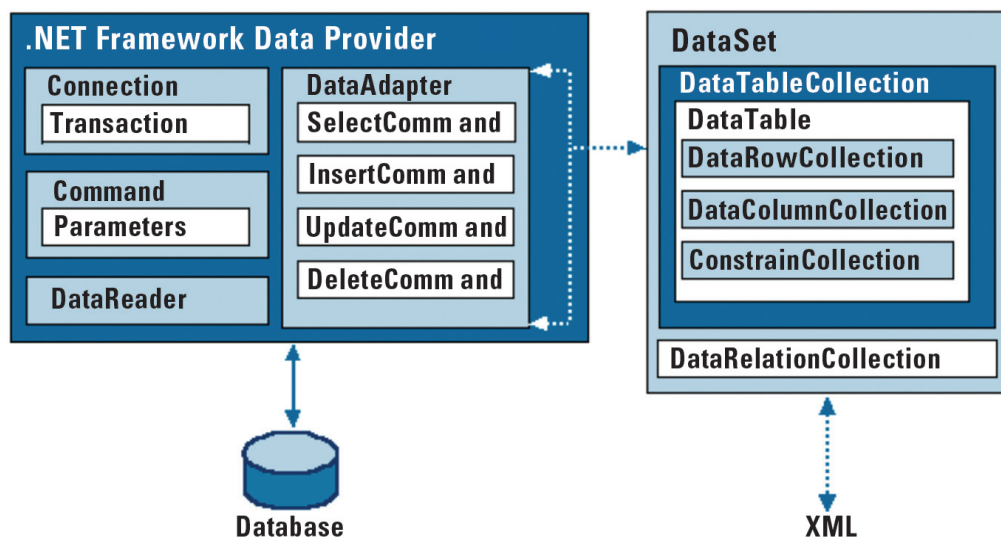 .NET Framework Data Provider
Connection
Transaction
Command
Parameters
DataReader
DataAdapter
SelectComm and
InsertComm and
UpdateComm and
DeleteComm and
Database
DataSet
DataTableCollection
DataTable
DataRowCollection
DataColumnCollection
ConstrainCollection
DataRelationCollection
XML